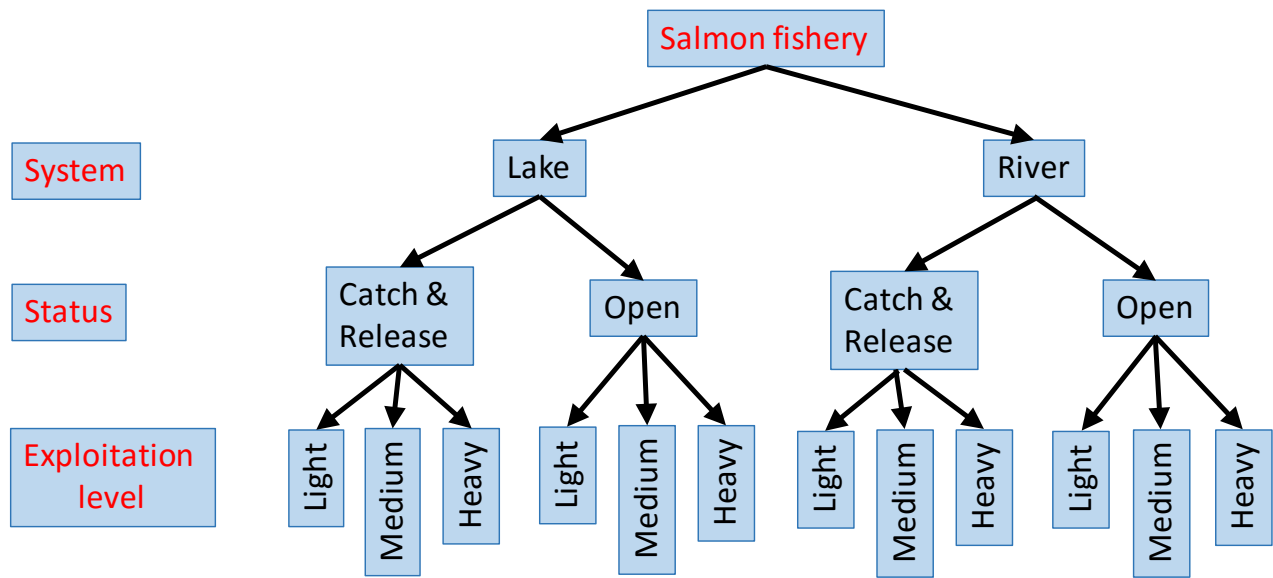 Salmon fishery
System
Lake
River
Status
Catch &
Release
Open
Catch &
Release
Open
Exploitation
level
Light
Medium
Heavy
Light
Medium
Heavy
Light
Medium
Heavy
Light
Medium
Heavy